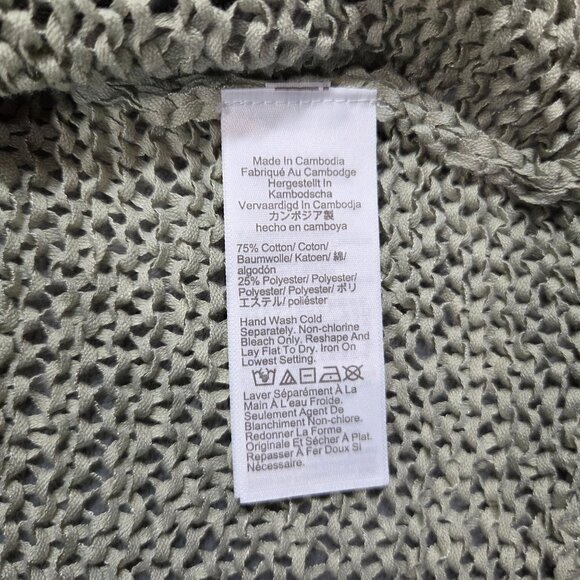 Made In Cambodia
Fabriqué Au Cambodge
Hergestellt In
Kambodscha
Vervaardigd In Cambodja
カンボジア製
hecho en camboya
75% Cotton/ Coton/
Baumwolle/ Katoen/ 綿/
algodón
25% Polyester/ Polyester/
Polyester/ Polyester/ ポリ
エステル/ poliéster
Hand Wash Cold
Separately. Non-chlorine
Bleach Only. Reshape And
Lay Flat To Dry. Iron On
Lowest Setting.
Laver Séparément À La
Main À L'eau Froide.
Seulement Agent De
Blanchiment Non-chlore.
Redonner La Forme
Originale Et Sécher À Plat.
Repasser À Fer Doux Si
Nécessaire.